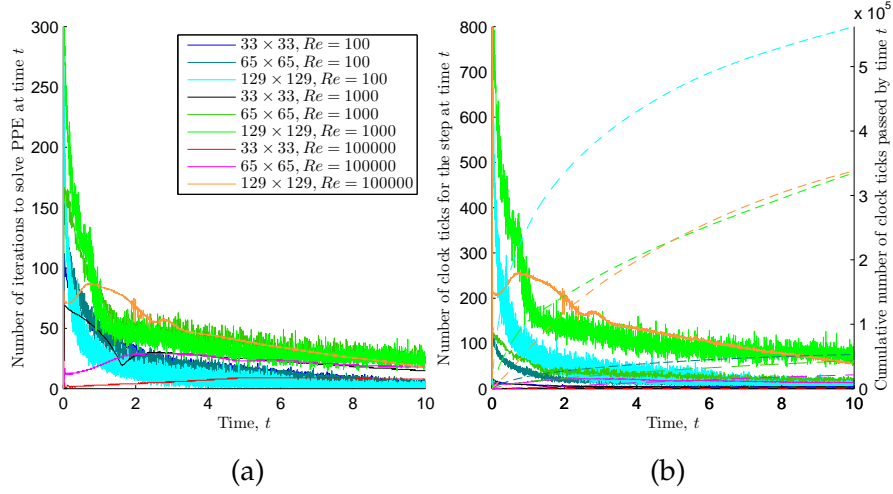 Number of iterations to solve PPE at time t
300
250
200
150
100
50
0
33 × 33, Re = 100
65 × 65, Re = 100
129 × 129, Re = 100
33 × 33, Re = 1000
65 × 65, Re = 1000
129 × 129, Re = 1000
33 × 33, Re = 100000
65 × 65, Re = 100000
129 × 129, Re = 100000
0 2 4 6 8 10
Time, t
(a)
Number of clock ticks for the step at time t
800
700
600
500
400
300
200
100
0
x 10⁵
5
4
3
2
1
0
Cumulative number of clock ticks passed by time t
0 2 4 6 8 10
Time, t
(b)